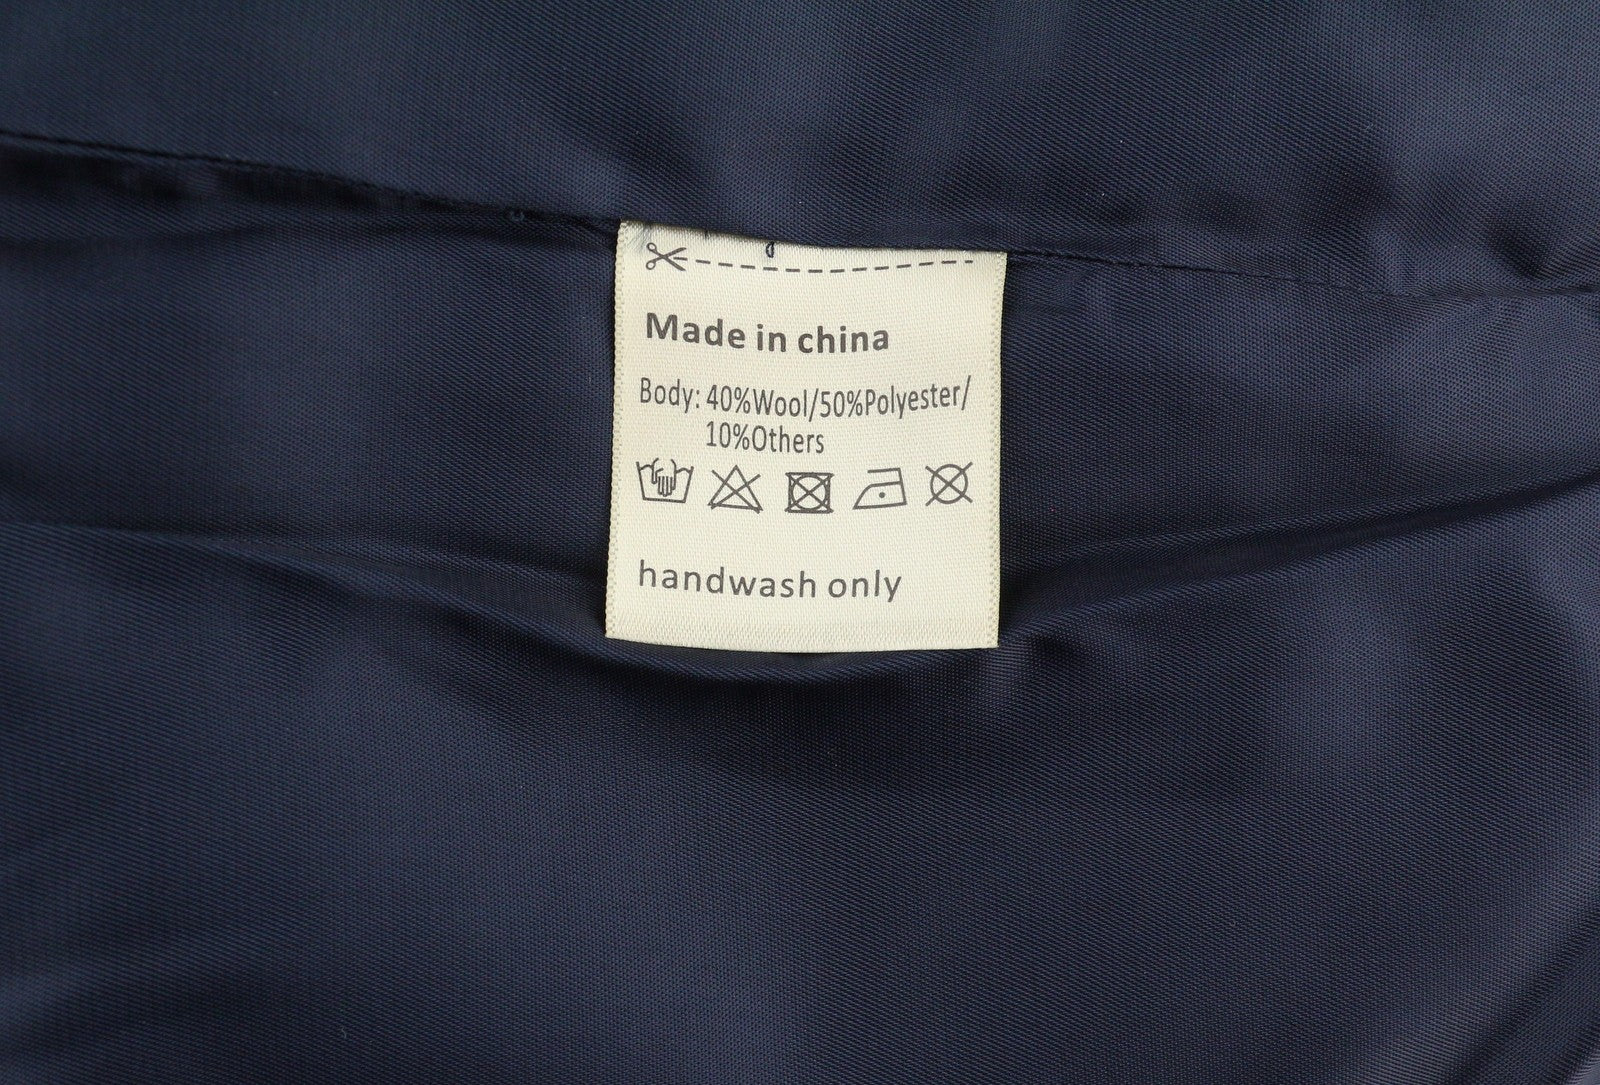 Made in china
Body: 40%Wool/50%Polyester/
10%Others
handwash only